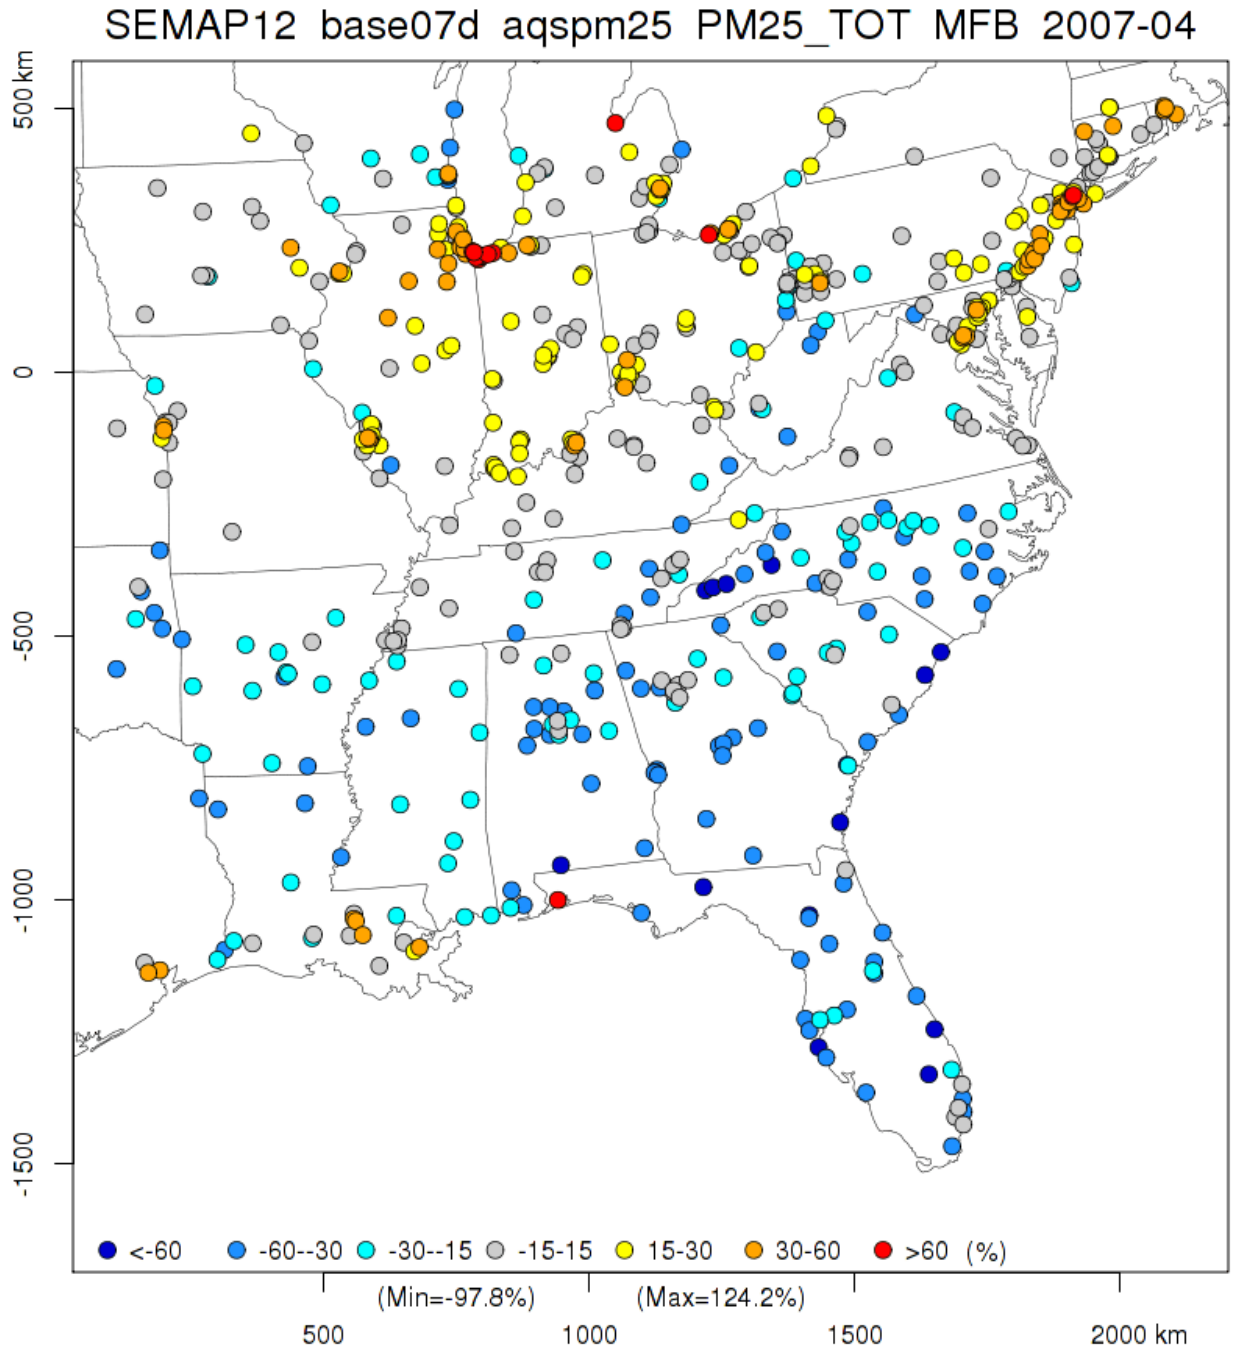 SEMAP12 base07d aqspm25 PM25_TOT MFB 2007-04
500 km
0
-500
-1000
-1500
<-60 -60--30 -30--15 -15-15 15-30 30-60 >60 (%)
(Min=-97.8%) (Max=124.2%)
500 1000 1500 2000 km